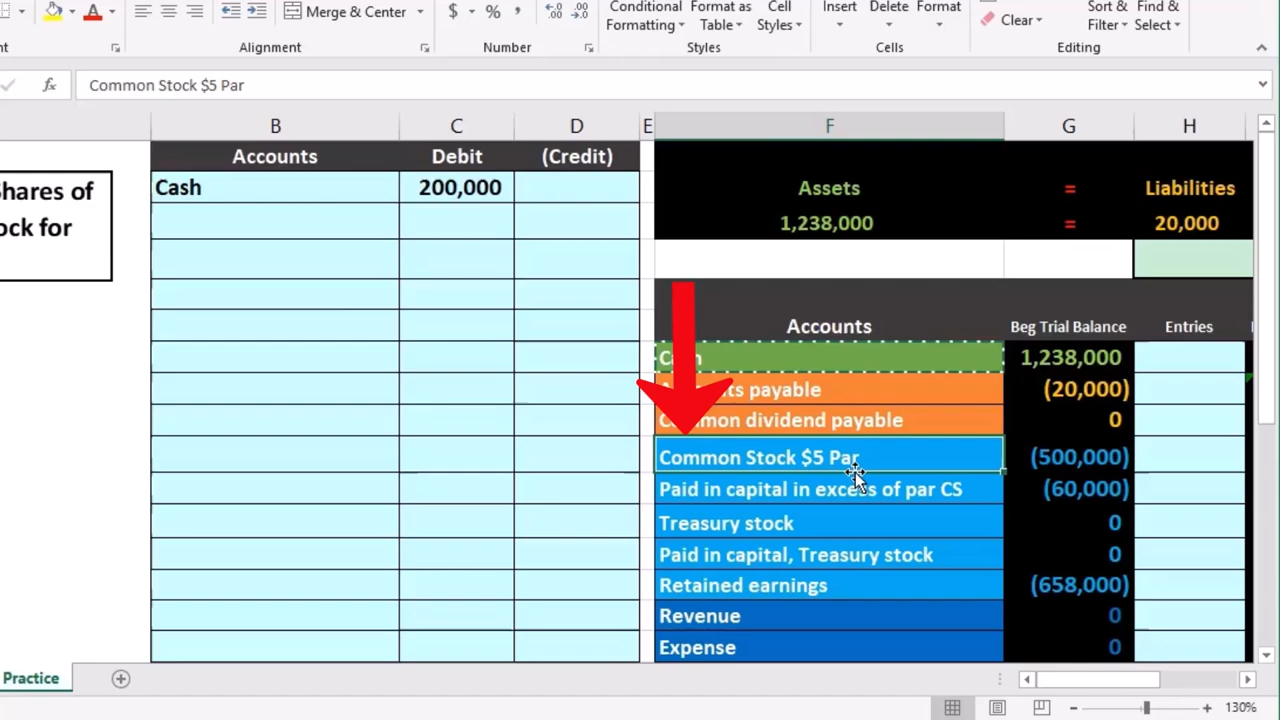 Merge & Center
$
%
Conditional
Formatting
Format as
Table
Cell
Styles
Insert
Delete
Format
Clear
Sort &
Filter
Find &
Select
Alignment
Number
Styles
Cells
Editing
fx
Common Stock $5 Par
B C D E F G H
Accounts Debit (Credit)
Cash 200,000
Shares of
ock for
Assets = Liabilities
1,238,000 = 20,000
Accounts Beg Trial Balance Entries
Cash 1,238,000
payable (20,000)
dividend payable 0
Common Stock $5 Par (500,000)
Paid in capital in excess of par CS (60,000)
Treasury stock 0
Paid in capital, Treasury stock 0
Retained earnings (658,000)
Revenue 0
Expense 0
Practice
130%